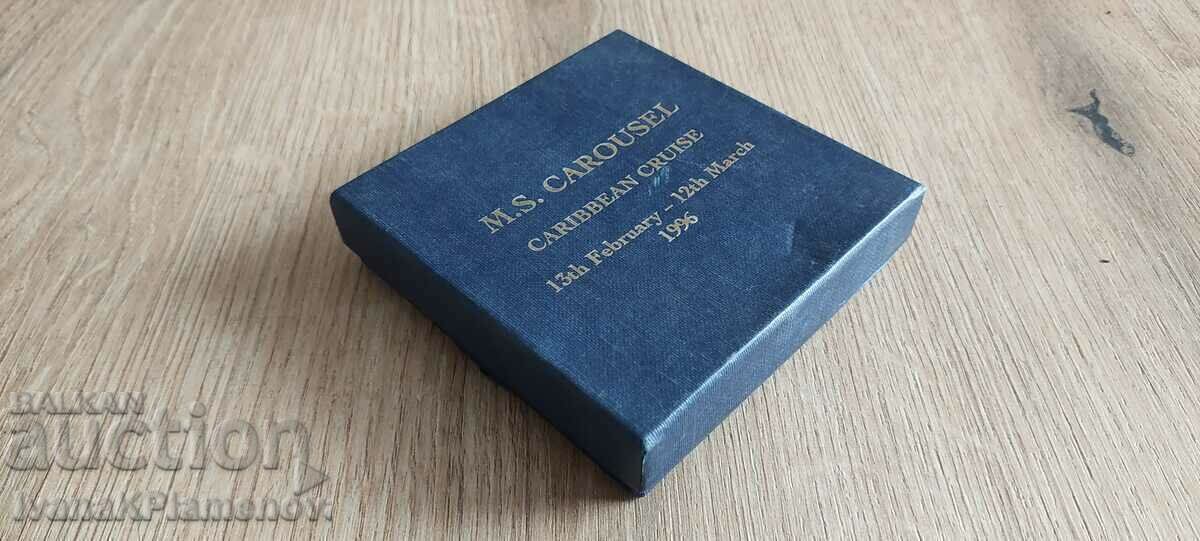 M.S. CAROUSEL
CARIBBEAN CRUISE
13th February - 12th March
1996
BALKAN
auction
IvanaKPlamenov.